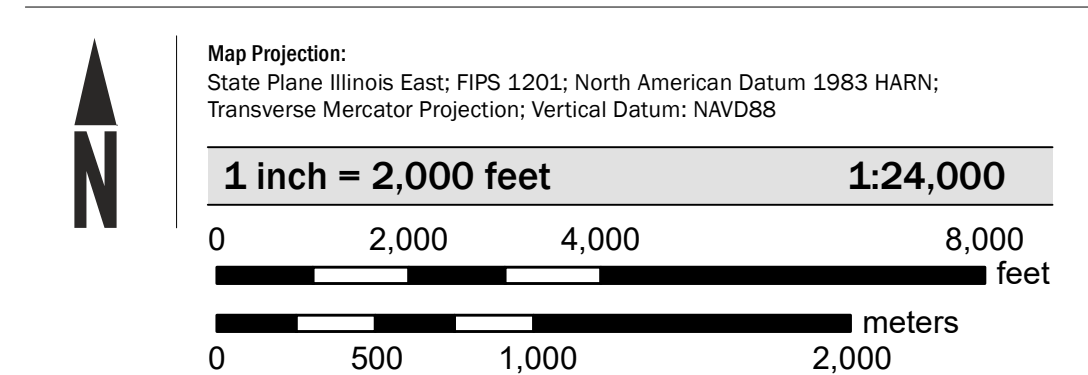 N
Map Projection:
State Plane Illinois East; FIPS 1201; North American Datum 1983 HARN;
Transverse Mercator Projection; Vertical Datum: NAVD88
1 inch = 2,000 feet 1:24,000
0 2,000 4,000 8,000
feet
meters
0 500 1,000 2,000